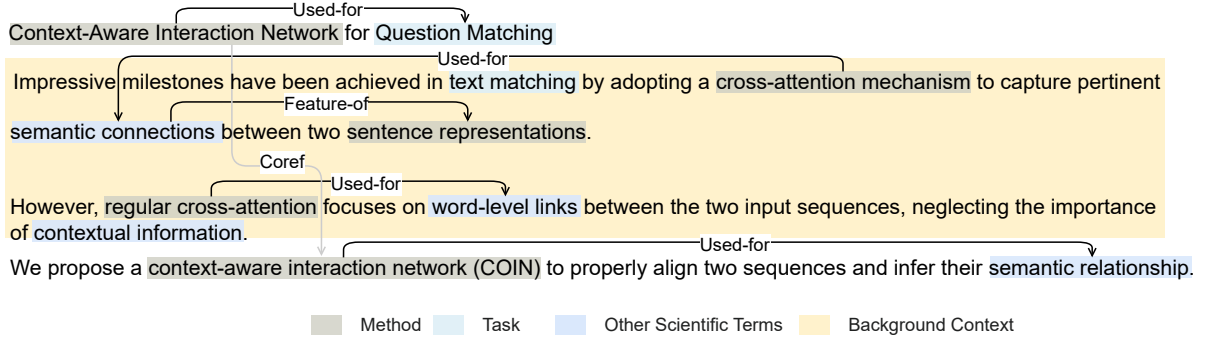 Used-for
Context-Aware Interaction Network for Question Matching
Used-for
Impressive milestones have been achieved in text matching by adopting a cross-attention mechanism to capture pertinent
Feature-of
semantic connections between two sentence representations.
Coref
Used-for
However, regular cross-attention focuses on word-level links between the two input sequences, neglecting the importance
of contextual information.
Used-for
We propose a context-aware interaction network (COIN) to properly align two sequences and infer their semantic relationship.
Method Task Other Scientific Terms Background Context